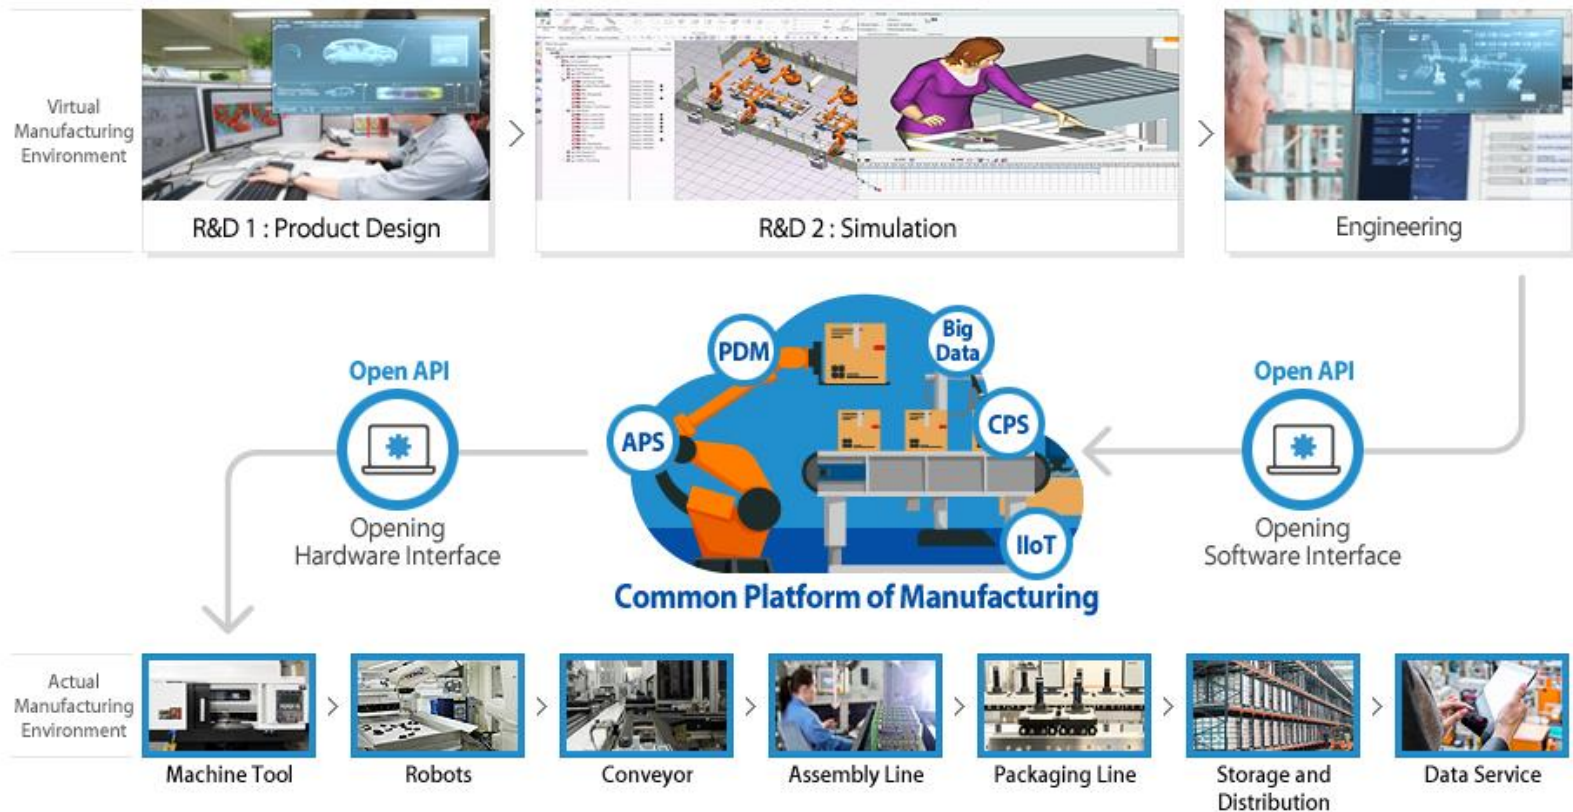 Virtual
Manufacturing
Environment
R&D 1 : Product Design
R&D 2 : Simulation
Engineering
Open API
Opening
Hardware Interface
PDM
Big
Data
APS
CPS
IIoT
Common Platform of Manufacturing
Open API
Opening
Software Interface
Actual
Manufacturing
Environment
Machine Tool
Robots
Conveyor
Assembly Line
Packaging Line
Storage and
Distribution
Data Service